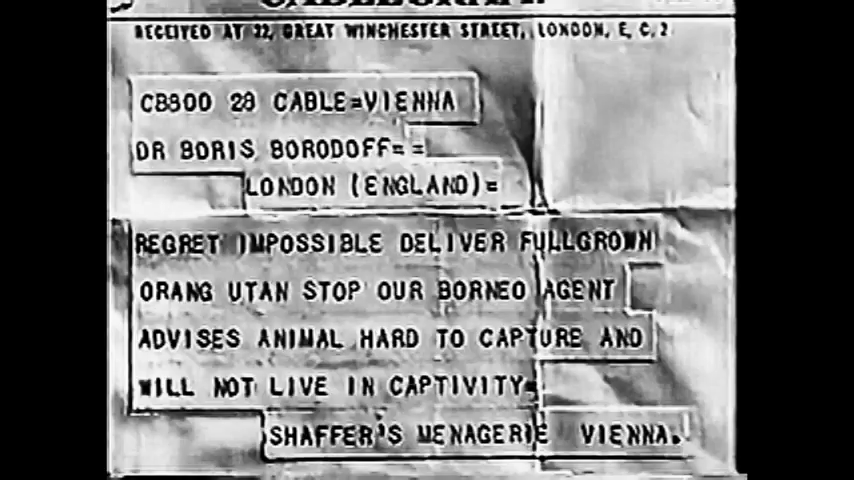 CABLEGRAM.
RECEIVED AT 22, GREAT WINCHESTER STREET, LONDON, E, C, 2
CB800 28 CABLE=VIENNA
DR BORIS BORODOFF= =
LONDON (ENGLAND)=
REGRET IMPOSSIBLE DELIVER FULLGROWN
ORANG UTAN STOP OUR BORNEO AGENT
ADVISES ANIMAL HARD TO CAPTURE AND
WILL NOT LIVE IN CAPTIVITY=
SHAFFER'S MENAGERIE VIENNA.